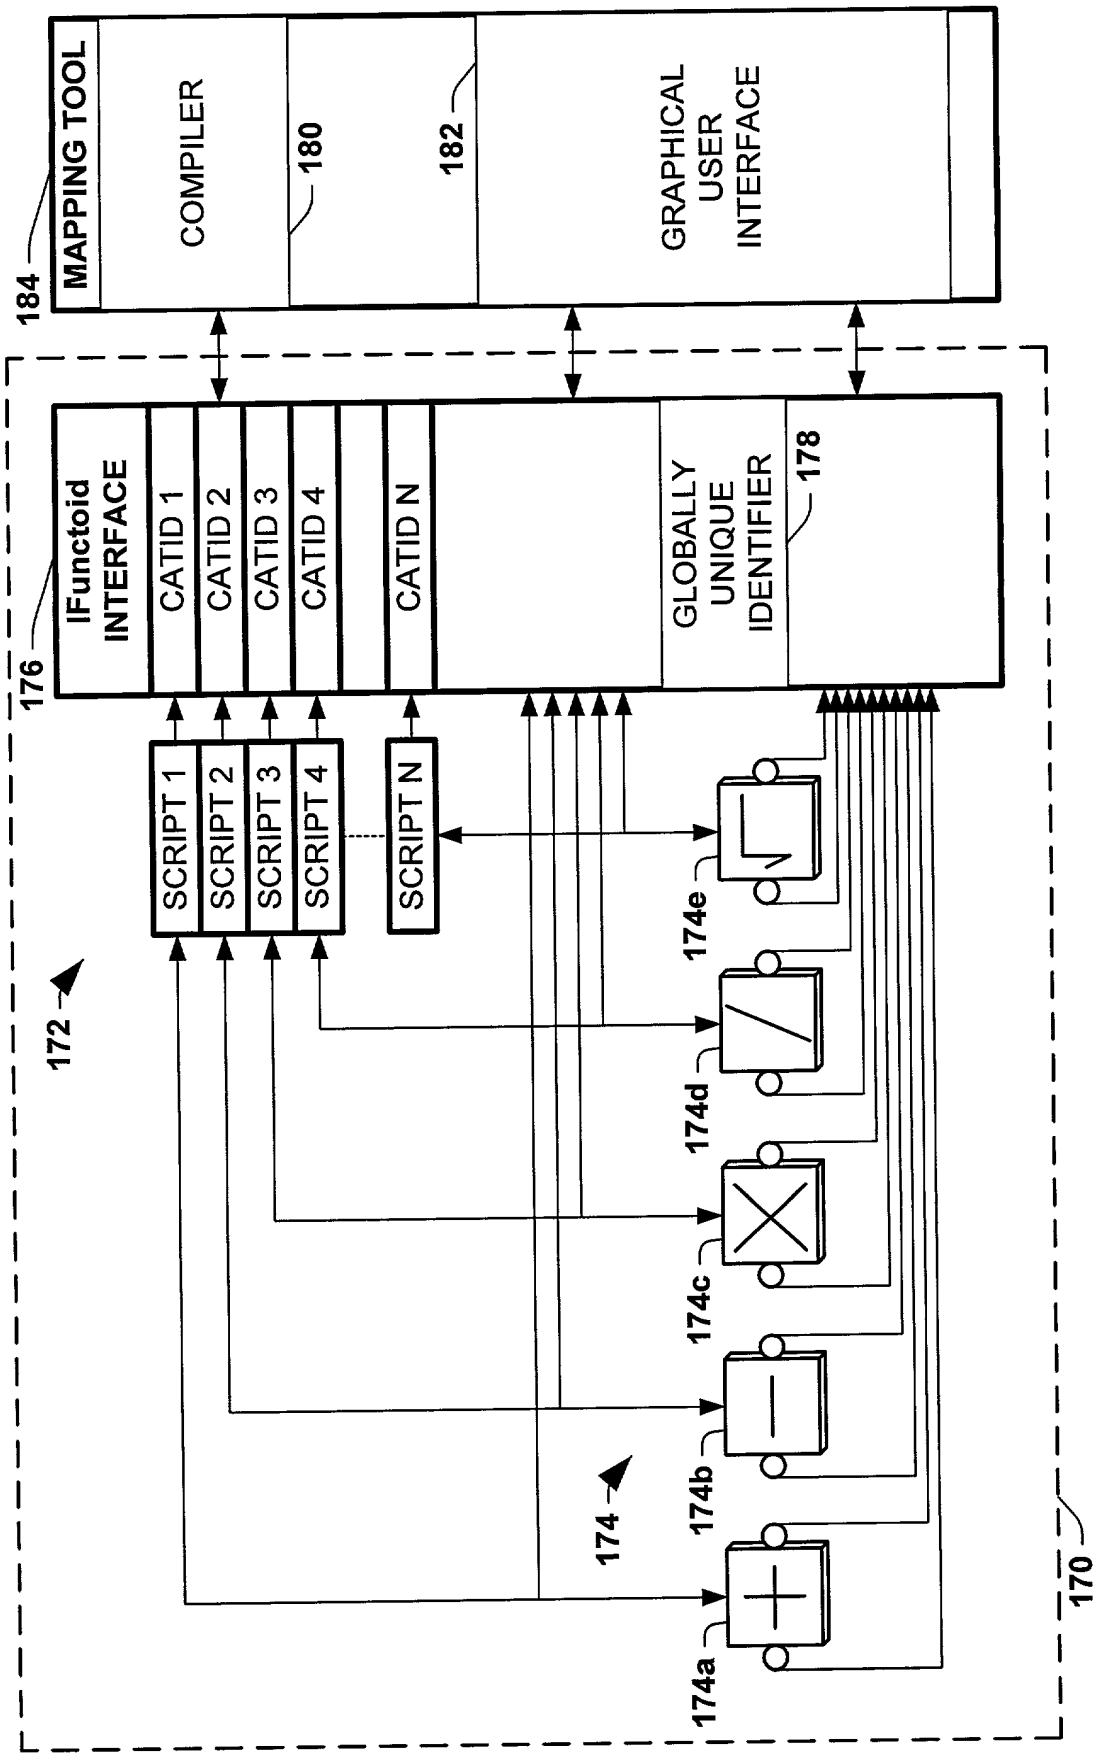 184
MAPPING TOOL
COMPILER
180
182
GRAPHICAL
USER
INTERFACE
176
IFunctoid
INTERFACE
CATID 1
CATID 2
CATID 3
CATID 4
CATID N
GLOBALLY
UNIQUE
IDENTIFIER
178
172
SCRIPT 1
SCRIPT 2
SCRIPT 3
SCRIPT 4
SCRIPT N
174
174a
174b
174c
174d
174e
170